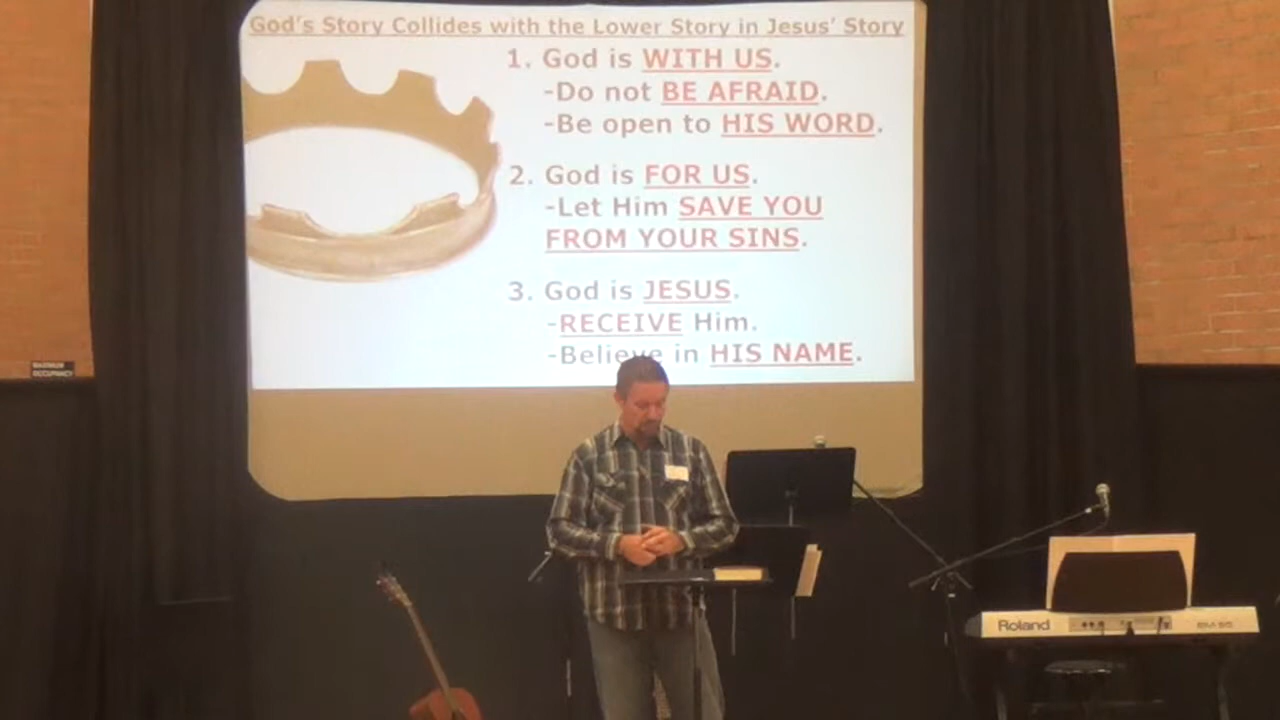 God's Story Collides with the Lower Story in Jesus' Story
1. God is WITH US.
-Do not BE AFRAID.
-Be open to HIS WORD.
2. God is FOR US.
-Let Him SAVE YOU
FROM YOUR SINS.
3. God is JESUS.
-RECEIVE Him.
-Believe in HIS NAME.
MAXIMUM
OCCUPANCY
Roland